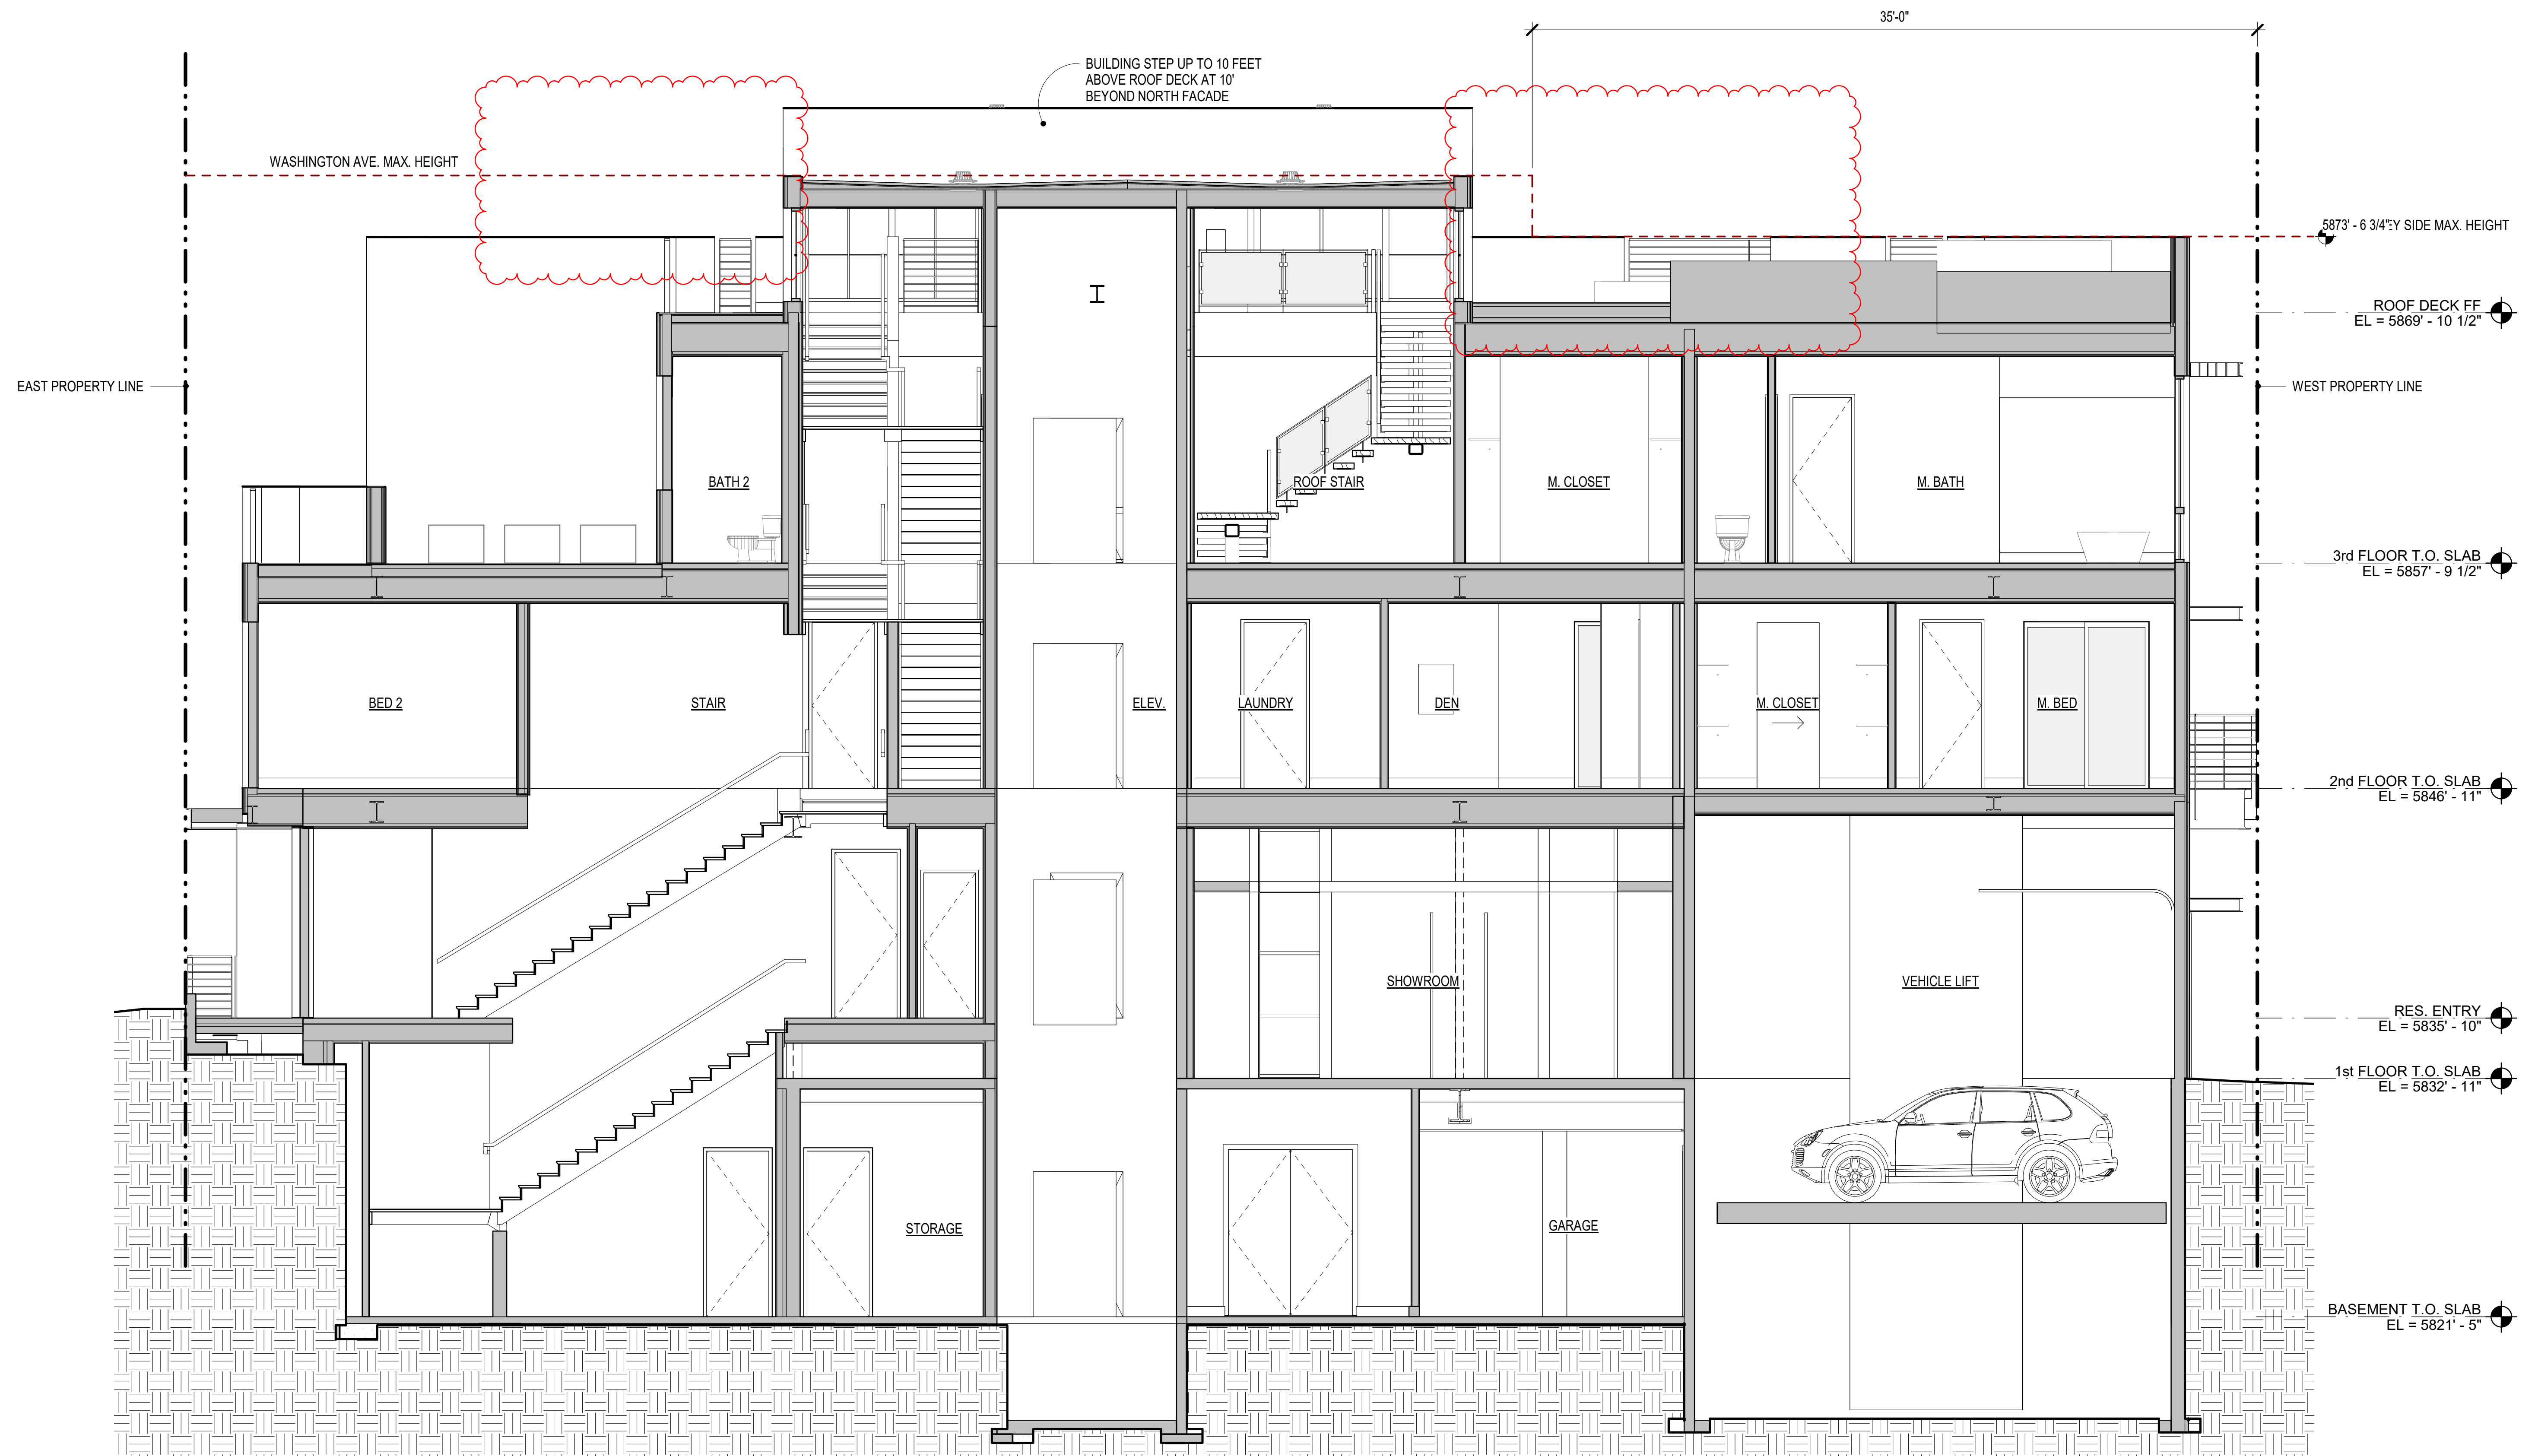 35'-0"
BUILDING STEP UP TO 10 FEET
ABOVE ROOF DECK AT 10'
BEYOND NORTH FACADE
WASHINGTON AVE. MAX. HEIGHT
5873' - 6 3/4" Y SIDE MAX. HEIGHT
ROOF DECK FF
EL = 5869' - 10 1/2"
EAST PROPERTY LINE
WEST PROPERTY LINE
BATH 2
ROOF STAIR
M. CLOSET
M. BATH
3rd FLOOR T.O. SLAB
EL = 5857' - 9 1/2"
BED 2
STAIR
ELEV.
LAUNDRY
DEN
M. CLOSET
M. BED
2nd FLOOR T.O. SLAB
EL = 5846' - 11"
SHOWROOM
VEHICLE LIFT
RES. ENTRY
EL = 5835' - 10"
1st FLOOR T.O. SLAB
EL = 5832' - 11"
STORAGE
GARAGE
BASEMENT T.O. SLAB
EL = 5821' - 5"